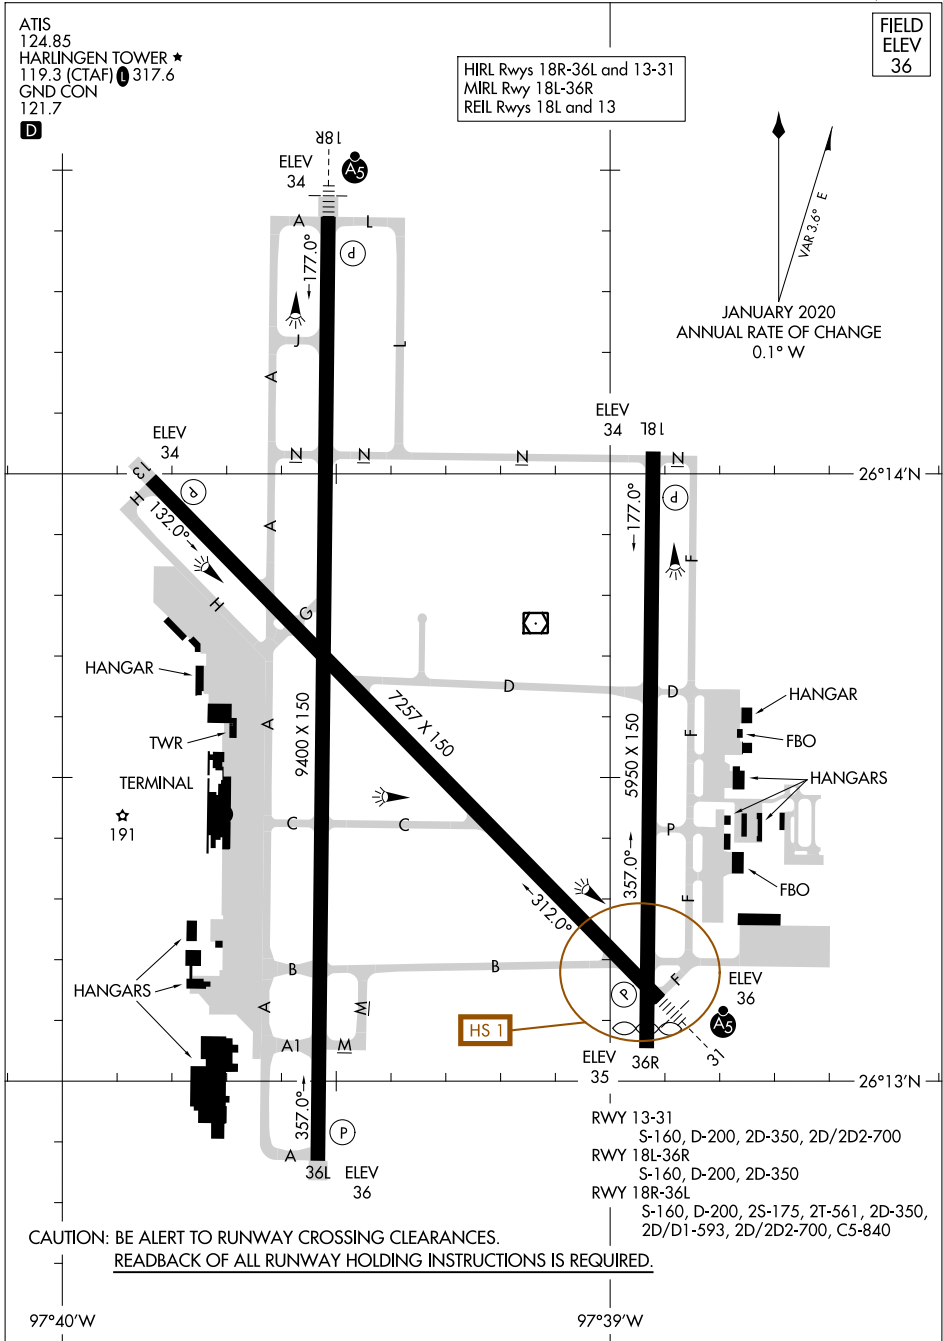 ATIS
124.85
HARLINGEN TOWER ★
119.3 (CTAF) L 317.6
GND CON
121.7
D
HIRL Rwys 18R-36L and 13-31
MIRL Rwy 18L-36R
REIL Rwys 18L and 13
FIELD
ELEV
36
VAR 3.6° E
JANUARY 2020
ANNUAL RATE OF CHANGE
0.1° W
18R
ELEV
34
A5
A
L
177.0°
P
J
L
A
ELEV
34
18L
ELEV
34
13
N
N
N
N
26°14'N
P
P
H
132.0°
177.0°
A
F
H
G
HANGAR
D
D
HANGAR
A
7257 X 150
9400 X 150
5950 X 150
F
TWR
FBO
TERMINAL
HANGARS
191
C
C
P
357.0°
FBO
312.0°
F
B
B
HANGARS
ELEV
36
F
P
A
M
A5
HS 1
A1
M
31
ELEV
35
36R
26°13'N
357.0°
P
RWY 13-31
S-160, D-200, 2D-350, 2D/2D2-700
RWY 18L-36R
S-160, D-200, 2D-350
RWY 18R-36L
S-160, D-200, 2S-175, 2T-561, 2D-350,
2D/D1-593, 2D/2D2-700, C5-840
A
36L
ELEV
36
CAUTION: BE ALERT TO RUNWAY CROSSING CLEARANCES.
READBACK OF ALL RUNWAY HOLDING INSTRUCTIONS IS REQUIRED.
97°40'W
97°39'W